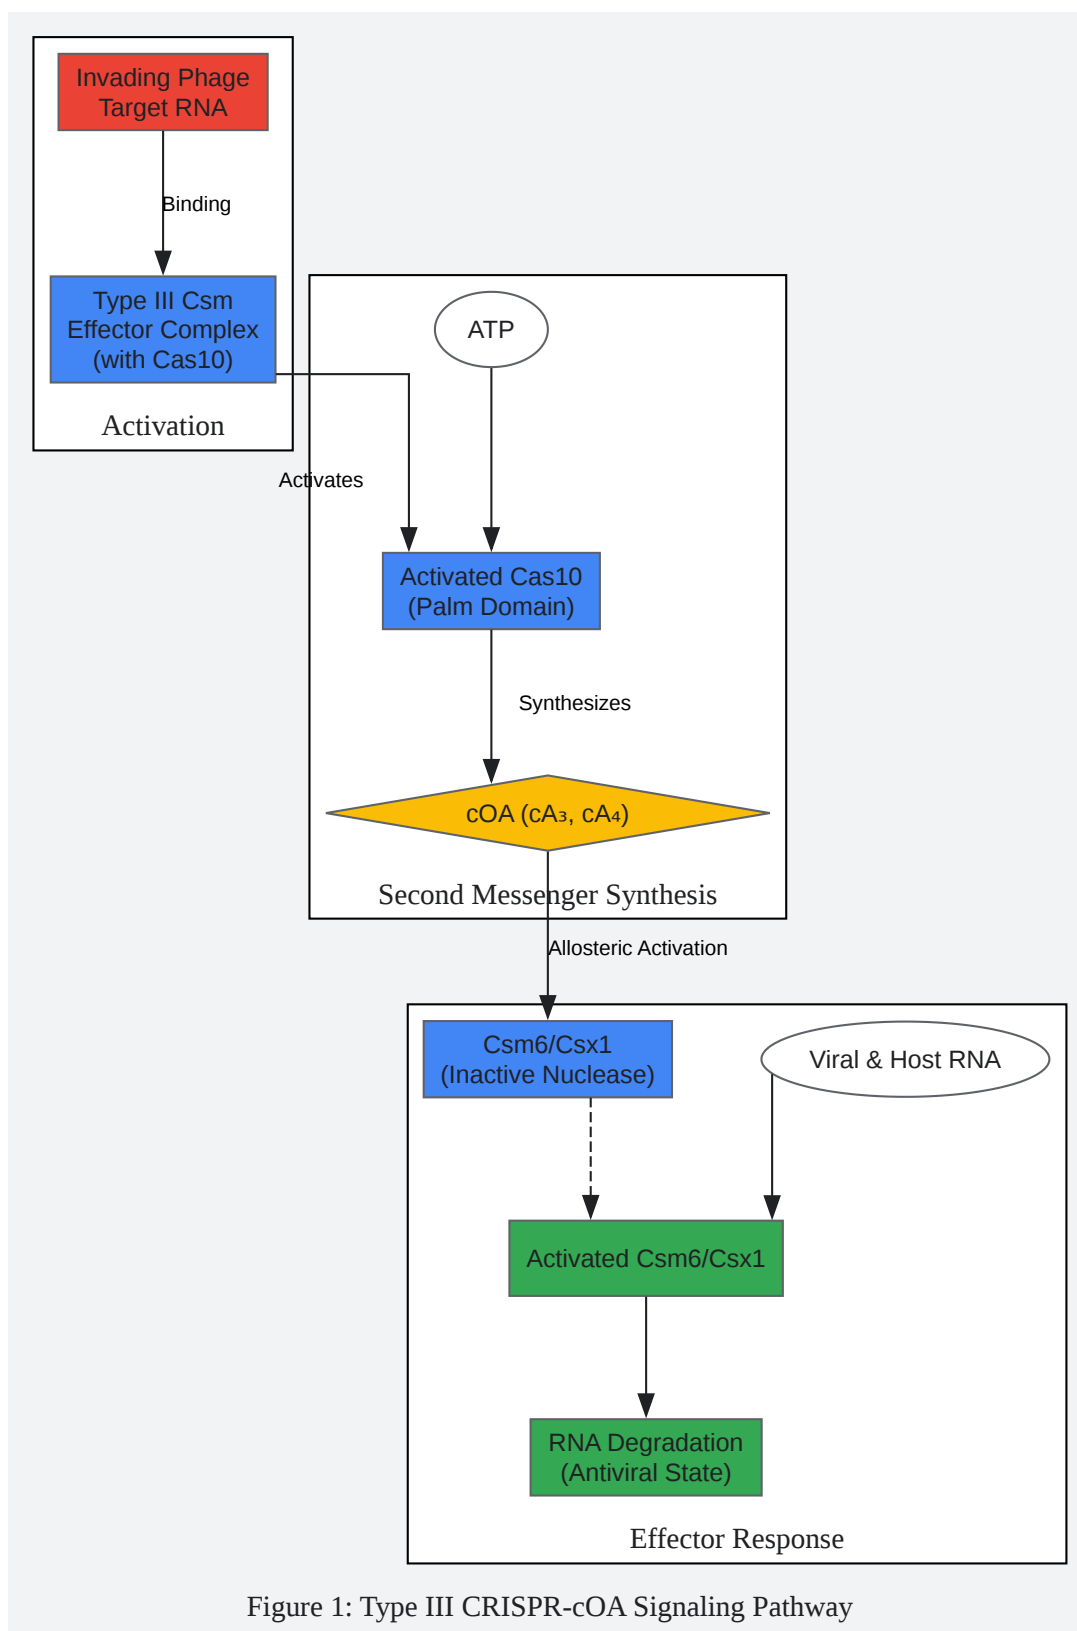 Invading Phage
Target RNA
Binding
Type III Csm
Effector Complex
(with Cas10)
Activation
ATP
Activates
Activated Cas10
(Palm Domain)
Synthesizes
cOA (cA₃, cA₄)
Second Messenger Synthesis
Allosteric Activation
Csm6/Csx1
(Inactive Nuclease)
Viral & Host RNA
Activated Csm6/Csx1
RNA Degradation
(Antiviral State)
Effector Response
Figure 1: Type III CRISPR-cOA Signaling Pathway